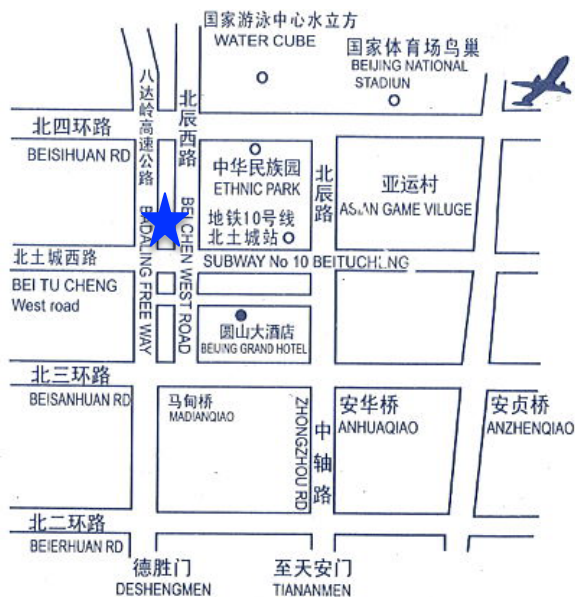 国家游泳中心水立方
WATER CUBE
国家体育场鸟巢
BEIJING NATIONAL
STADIUN
八达岭高速公路
BADALING FREE WAY
北辰西路
BEI CHEN WEST ROAD
北四环路
BEISIHUAN RD
中华民族园
ETHNIC PARK
地铁10号线
北土城站
北辰路
亚运村
ASIAN GAME VILUGE
北土城西路
BEI TU CHENG
West road
SUBWAY No 10 BEITUCHENG
圆山大酒店
BEIJING GRAND HOTEL
北三环路
BEISANHUAN RD
马甸桥
MADIANQIAO
ZHONGZHOU RD
中轴路
安华桥
ANHUAQIAO
安贞桥
ANZHENQIAO
北二环路
BEIERHUAN RD
德胜门
DESHENGMEN
至天安门
TIANANMEN